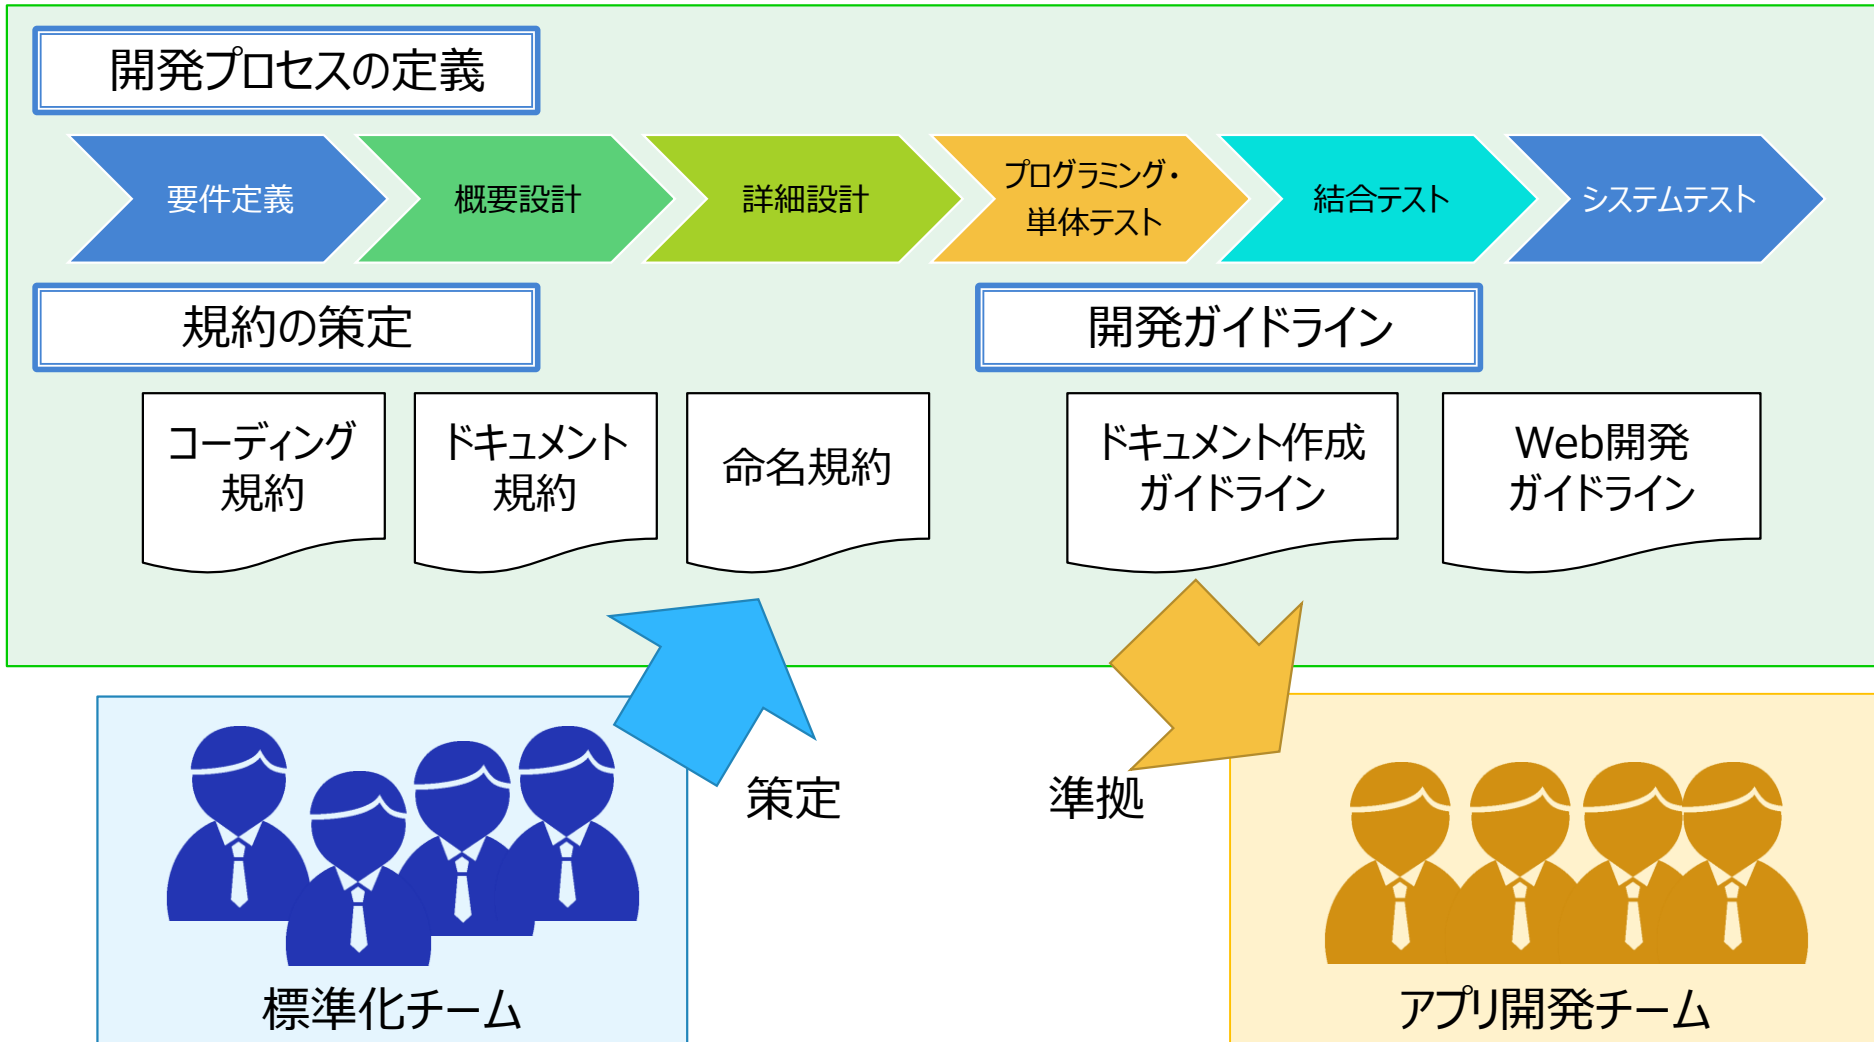 開発プロセスの定義
要件定義
概要設計
詳細設計
プログラミング・
単体テスト
結合テスト
システムテスト
規約の策定
開発ガイドライン
コーディング
規約
ドキュメント
規約
命名規約
ドキュメント作成
ガイドライン
Web開発
ガイドライン
策定
準拠
標準化チーム
アプリ開発チーム